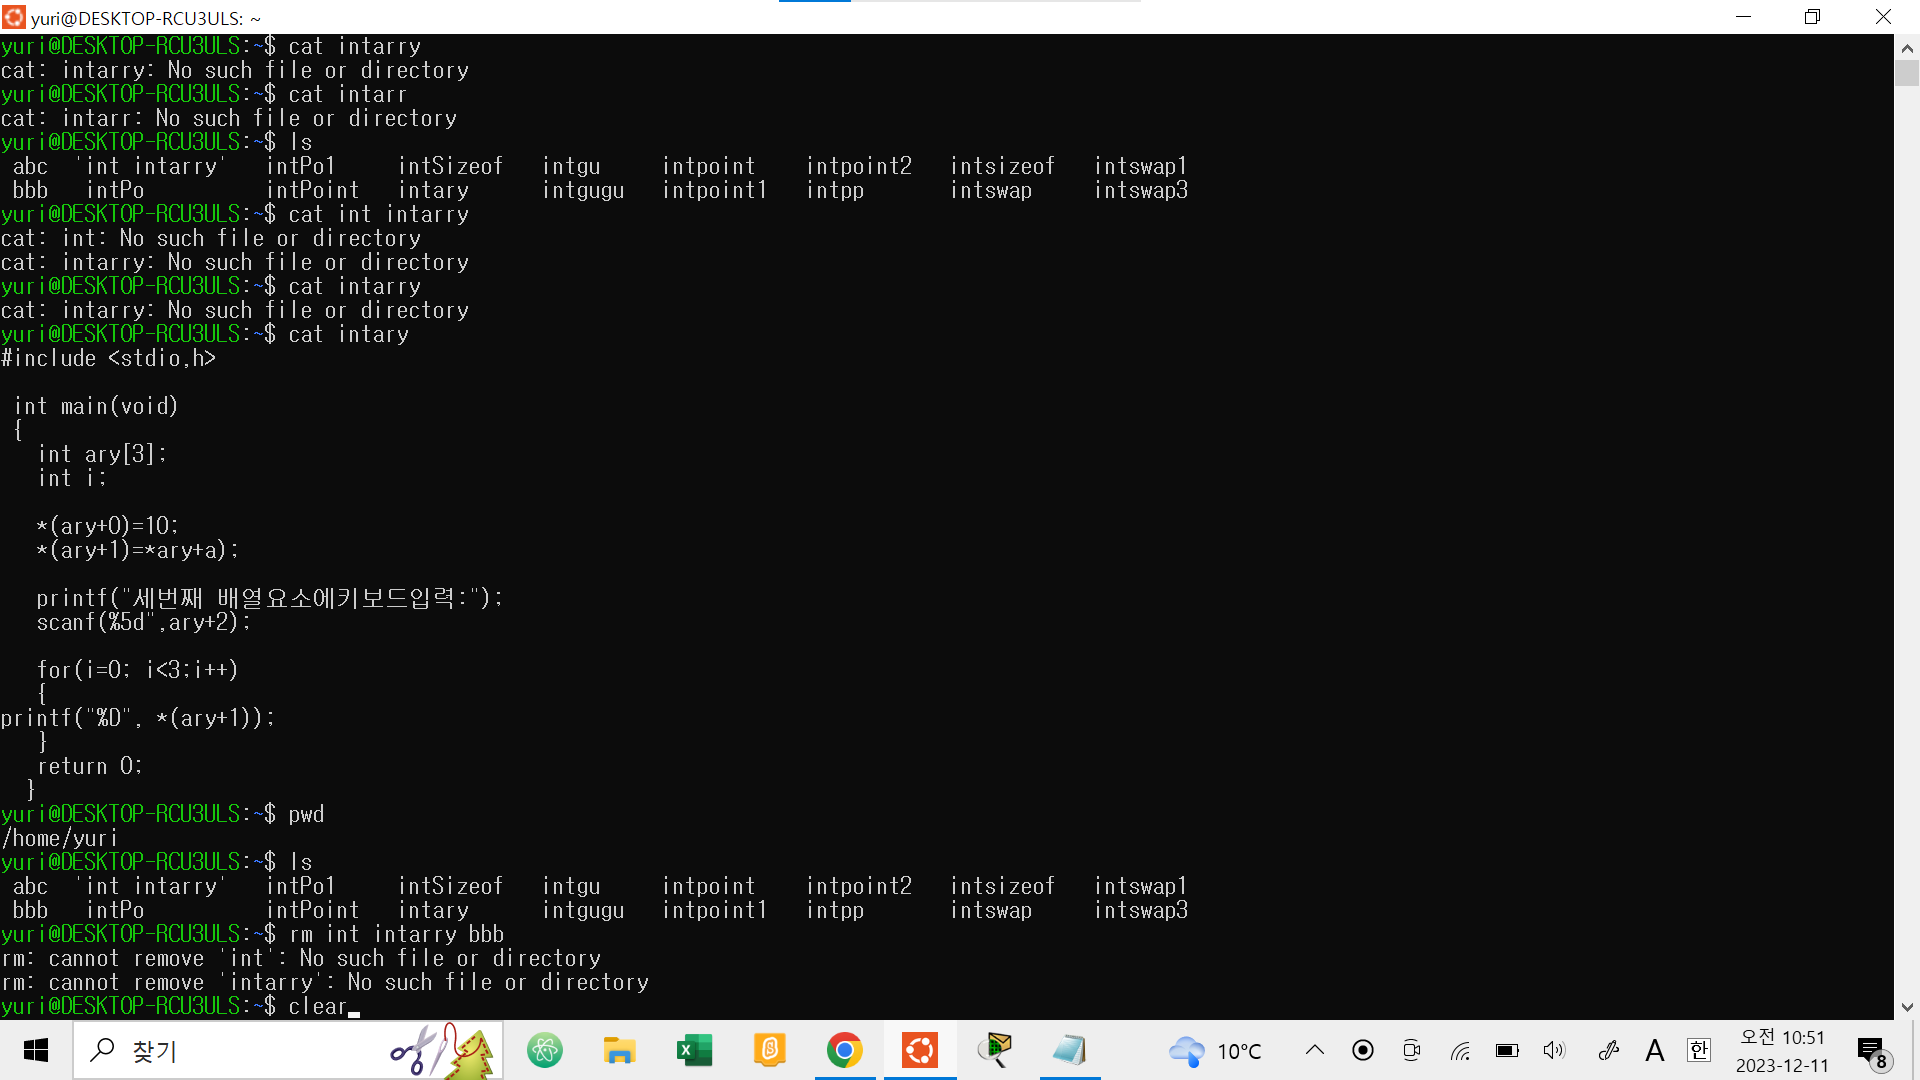 yuri@DESKTOP-RCU3ULS: ~
yuri@DESKTOP-RCU3ULS:~$ cat intarry
cat: intarry: No such file or directory
yuri@DESKTOP-RCU3ULS:~$ cat intarr
cat: intarr: No such file or directory
yuri@DESKTOP-RCU3ULS:~$ ls
abc 'int intarry' intPo1 intSizeof intgu intpoint intpoint2 intsizeof intswap1
bbb intPo intPoint intary intgugu intpoint1 intpp intswap intswap3
yuri@DESKTOP-RCU3ULS:~$ cat int intarry
cat: int: No such file or directory
cat: intarry: No such file or directory
yuri@DESKTOP-RCU3ULS:~$ cat intarry
cat: intarry: No such file or directory
yuri@DESKTOP-RCU3ULS:~$ cat intary
#include <stdio,h>
int main(void)
{
int ary[3];
int i;
*(ary+0)=10;
*(ary+1)=*ary+a);
printf("세번째 배열요소에키보드입력:");
scanf(%5d",ary+2);
for(i=0; i<3;i++)
{
printf("%D", *(ary+1));
}
return 0;
}
yuri@DESKTOP-RCU3ULS:~$ pwd
/home/yuri
yuri@DESKTOP-RCU3ULS:~$ ls
abc 'int intarry' intPo1 intSizeof intgu intpoint intpoint2 intsizeof intswap1
bbb intPo intPoint intary intgugu intpoint1 intpp intswap intswap3
yuri@DESKTOP-RCU3ULS:~$ rm int intarry bbb
rm: cannot remove 'int': No such file or directory
rm: cannot remove 'intarry': No such file or directory
yuri@DESKTOP-RCU3ULS:~$ clear
찾기
10°C
A
한
오전 10:51
2023-12-11
8